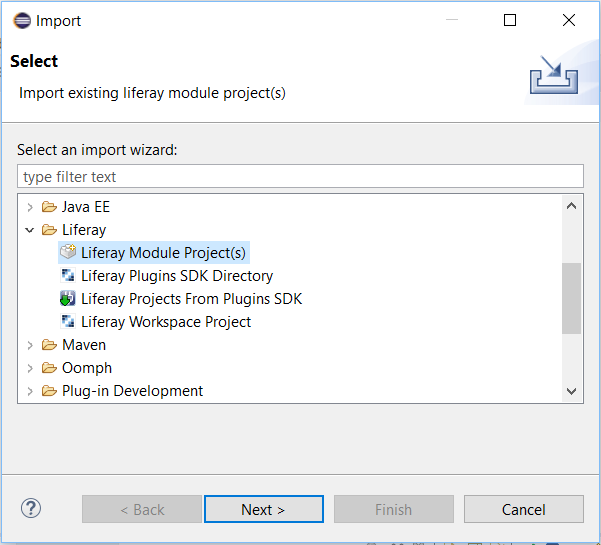 Import
Select
Import existing liferay module project(s)
Select an import wizard:
type filter text
Java EE
Liferay
Liferay Module Project(s)
Liferay Plugins SDK Directory
Liferay Projects From Plugins SDK
Liferay Workspace Project
Maven
Oomph
Plug-in Development
?
< Back Next > Finish Cancel